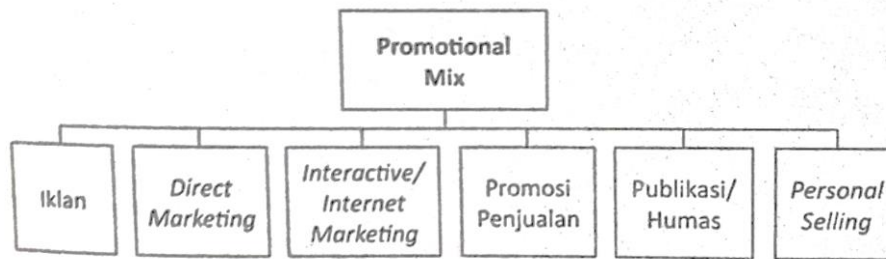 Promotional
Mix
Iklan
Direct
Marketing
Interactive/
Internet
Marketing
Promosi
Penjualan
Publikasi/
Humas
Personal
Selling